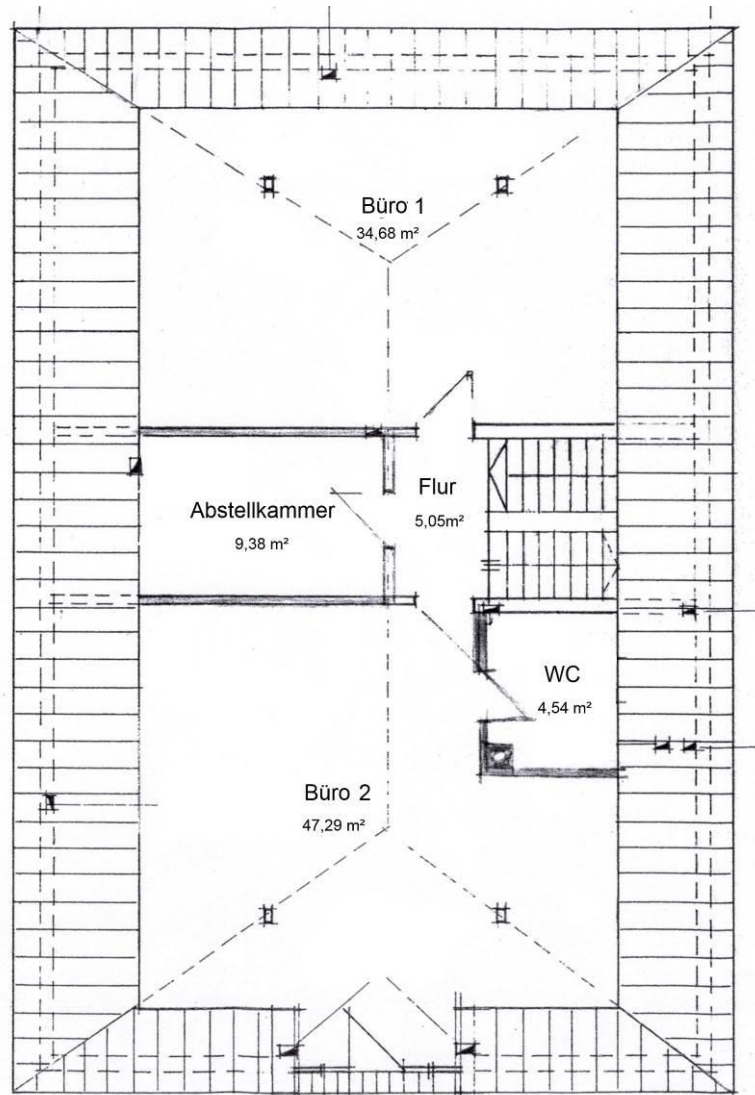 Büro 1
34,68 m²
Abstellkammer
9,38 m²
Flur
5,05m²
WC
4,54 m²
Büro 2
47,29 m²